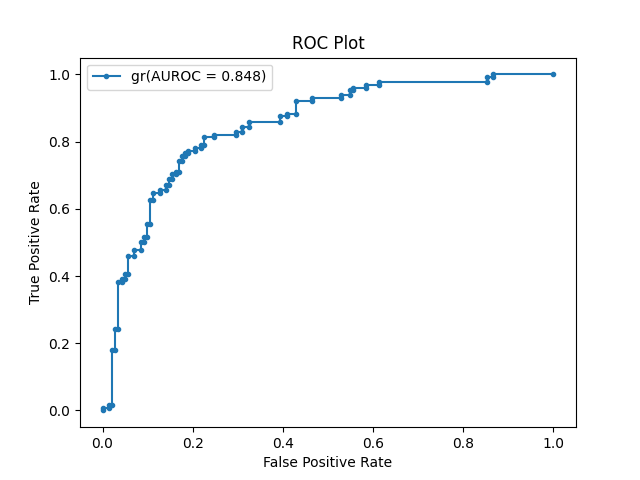 ROC Plot
gr(AUROC = 0.848)
1.0
0.8
0.6
0.4
0.2
0.0
True Positive Rate
0.0 0.2 0.4 0.6 0.8 1.0
False Positive Rate